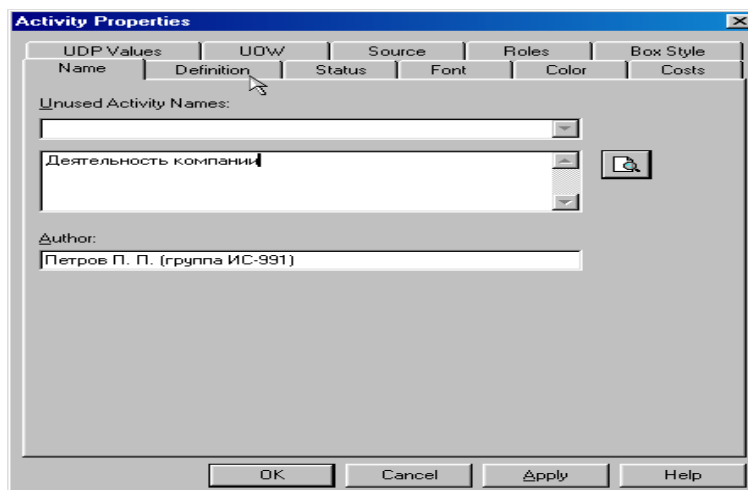 Activity Properties
UDP Values UOW Source Roles Box Style
Name Definition Status Font Color Costs
Unused Activity Names:
Деятельность компании
Author:
Петров П. П. (группа ИС-991)
OK Cancel Apply Help